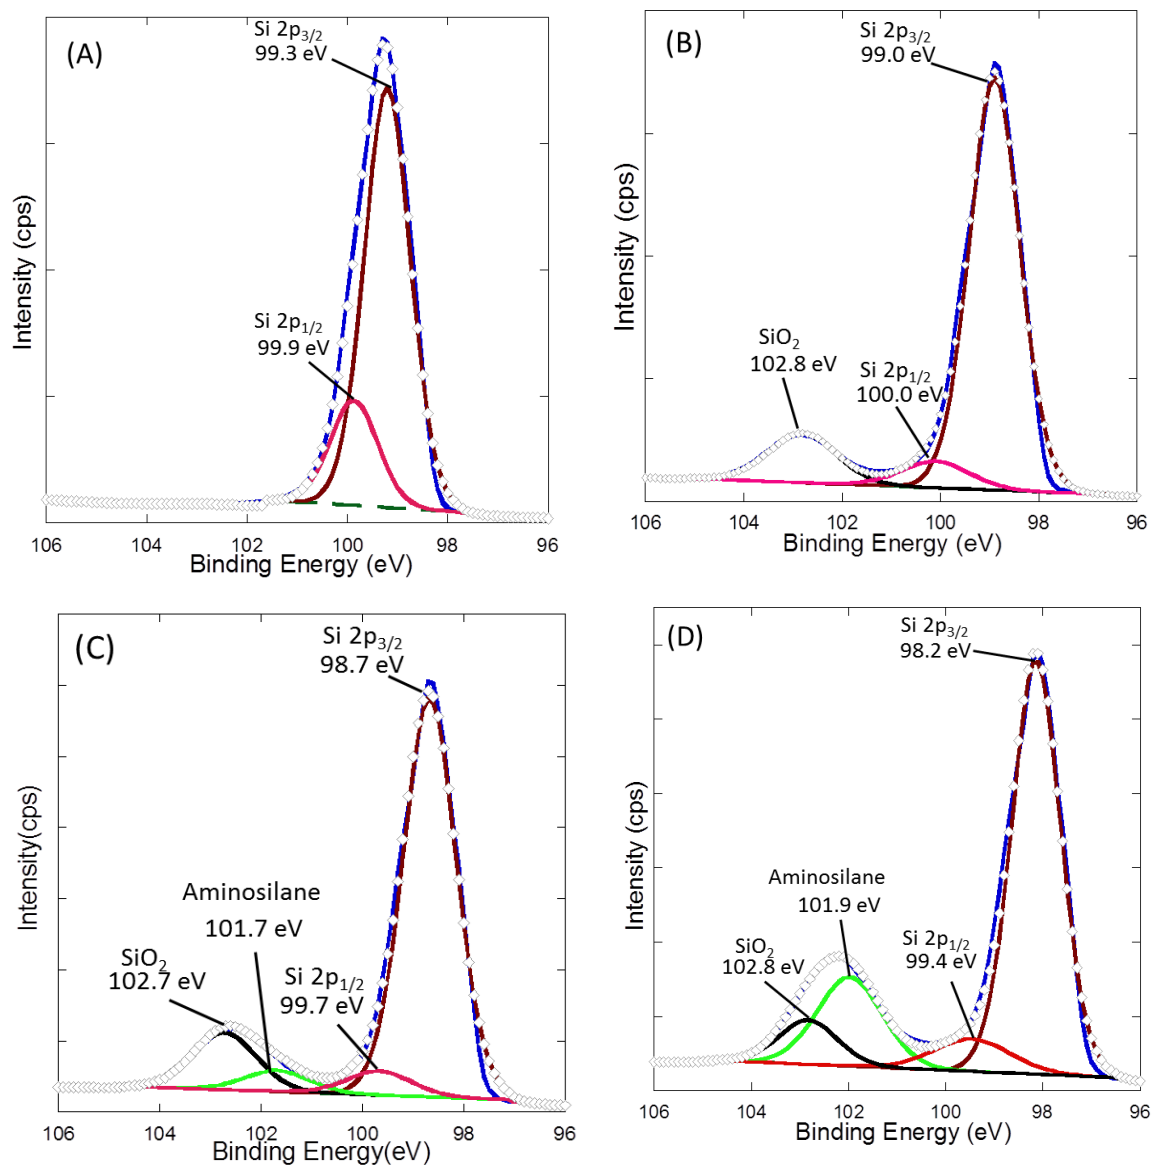 (A)
Si 2p3/2
99.3 eV
Si 2p1/2
99.9 eV
Intensity (cps)
106 104 102 100 98 96
Binding Energy (eV)
(B)
Si 2p3/2
99.0 eV
SiO2
102.8 eV
Si 2p1/2
100.0 eV
Intensity (cps)
106 104 102 100 98 96
Binding Energy (eV)
(C)
Si 2p3/2
98.7 eV
Aminosilane
101.7 eV
SiO2
102.7 eV
Si 2p1/2
99.7 eV
Intensity(cps)
106 104 102 100 98 96
Binding Energy(eV)
(D)
Si 2p3/2
98.2 eV
Aminosilane
101.9 eV
SiO2
102.8 eV
Si 2p1/2
99.4 eV
Intensity (cps)
106 104 102 100 98 96
Binding Energy (eV)